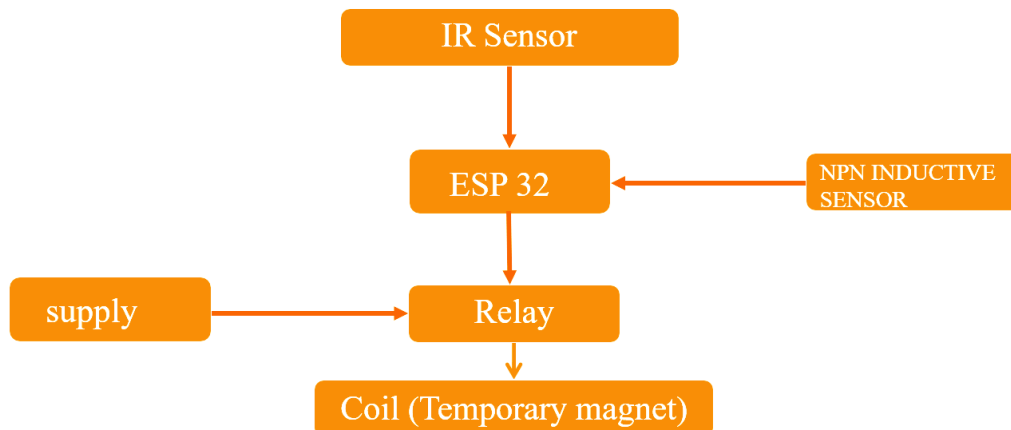 IR Sensor
ESP 32
NPN INDUCTIVE
SENSOR
supply
Relay
Coil (Temporary magnet)